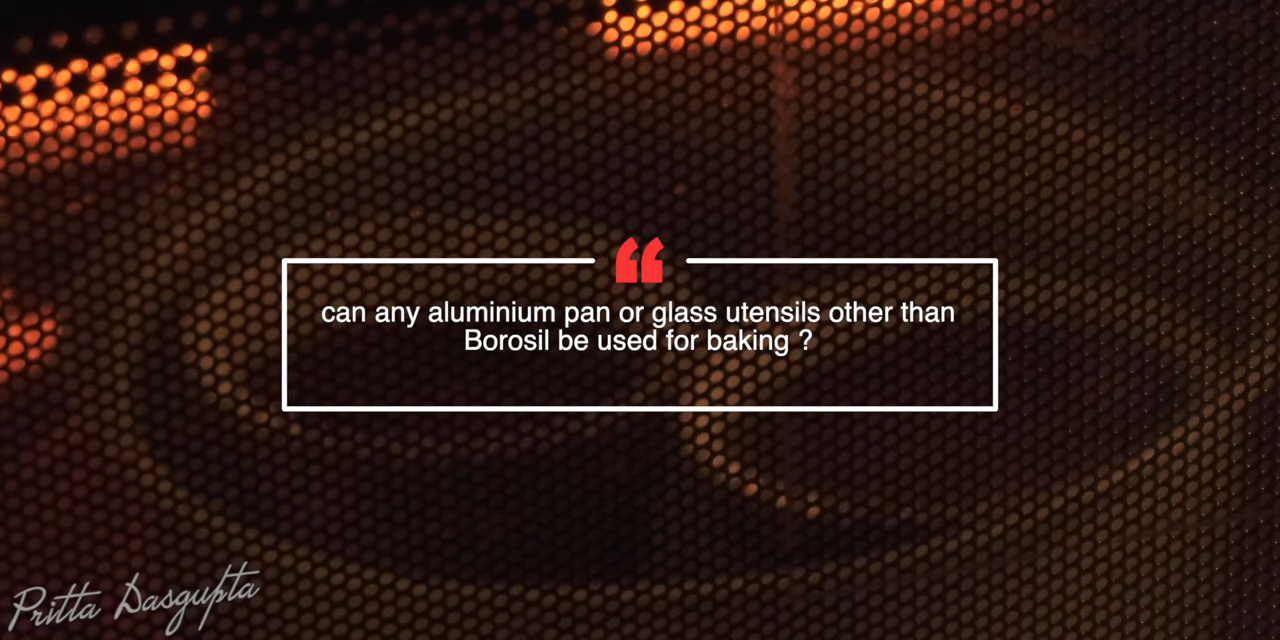 can any aluminium pan or glass utensils other than
Borosil be used for baking ?
Pritta Dasgupta